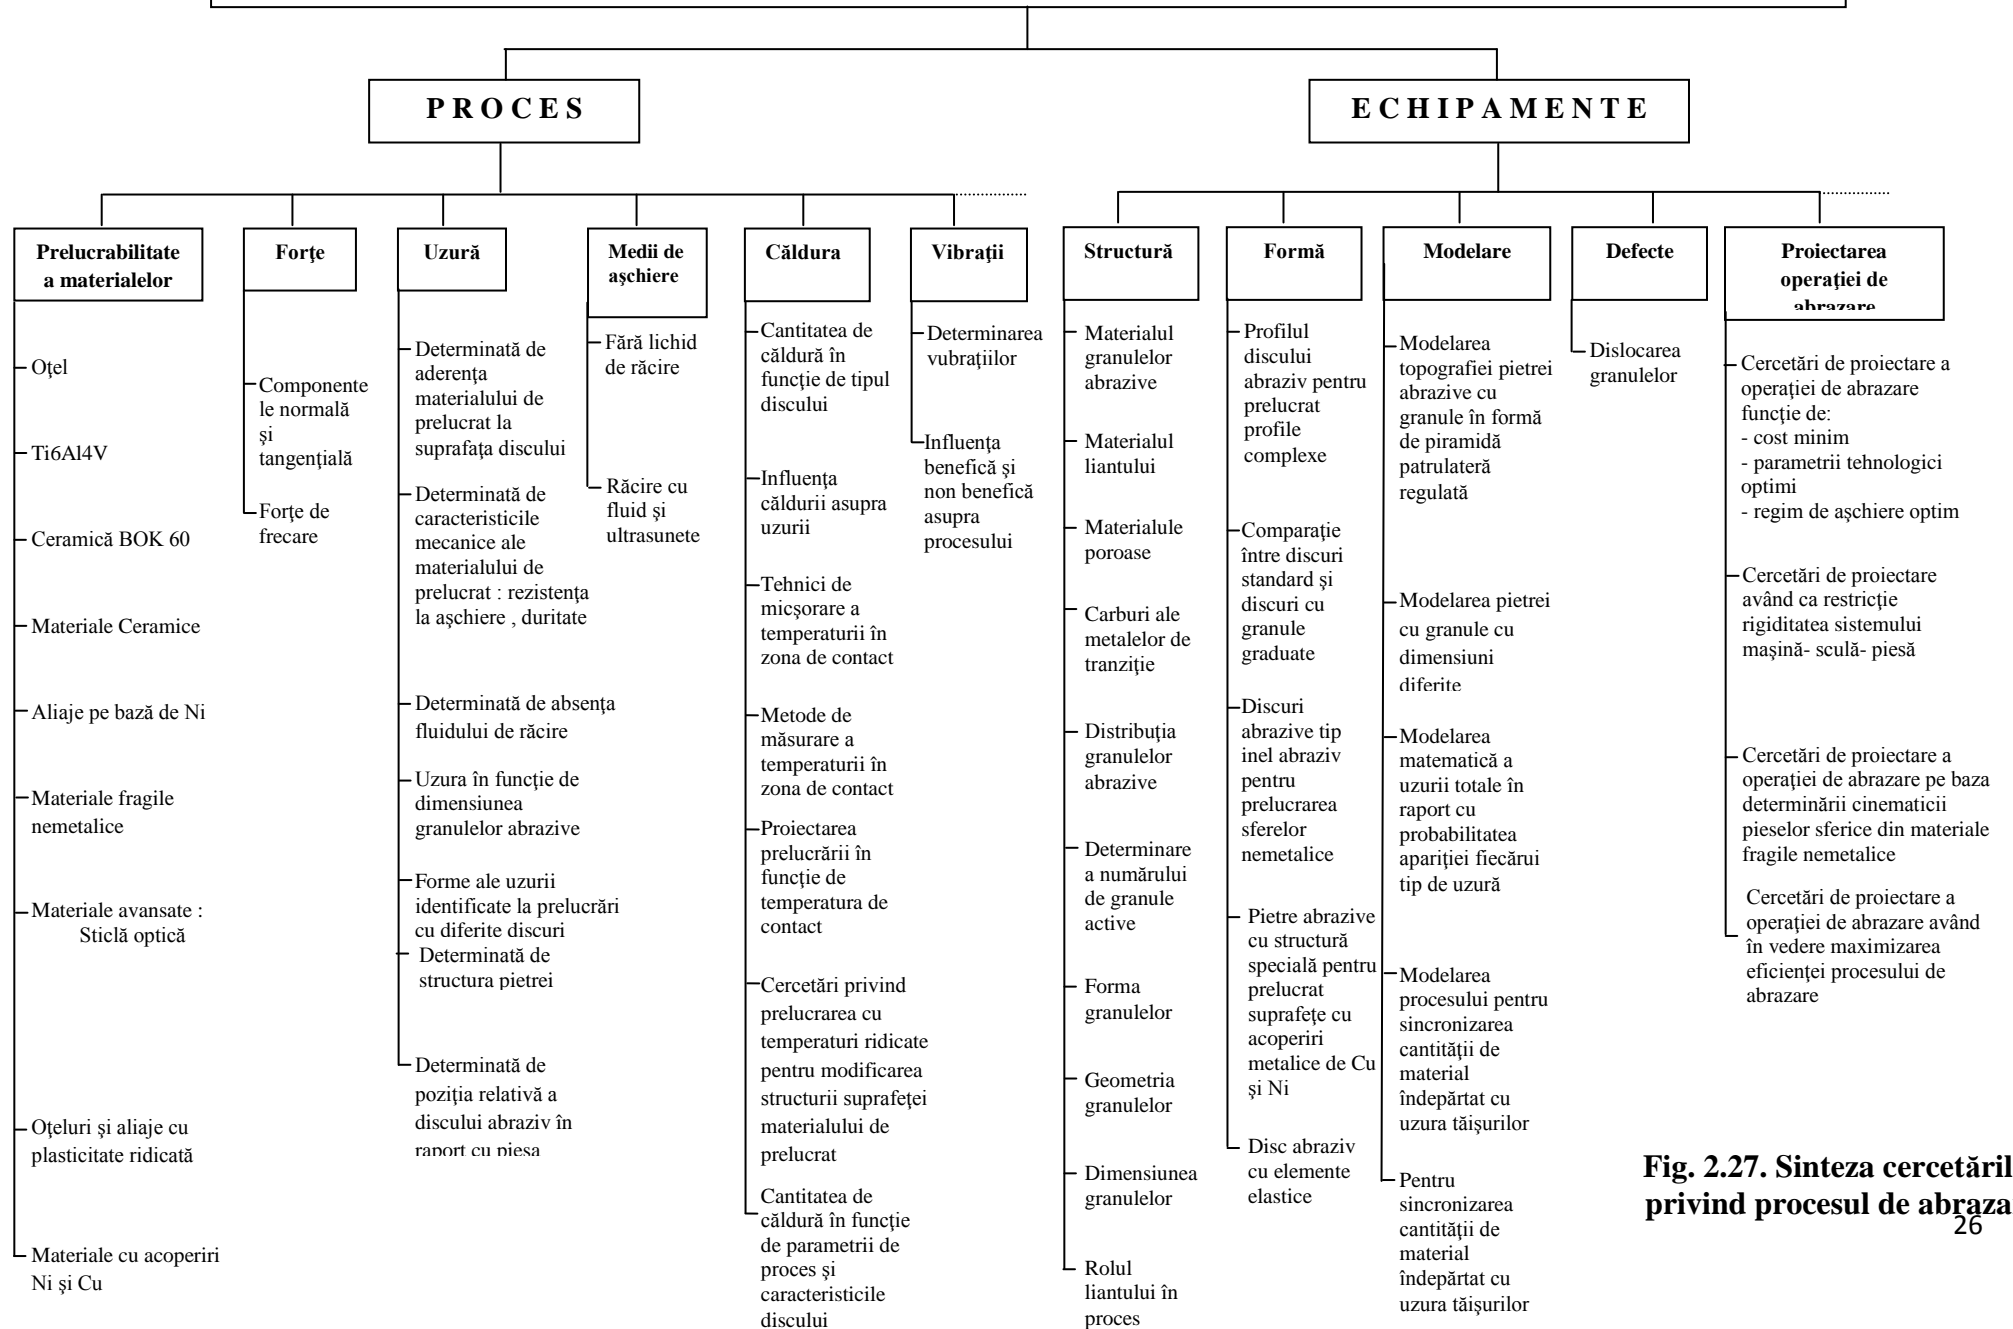 P R O C E S
E C H I P A M E N T E
Prelucrabilitate
a materialelor
Oţel
Ti6Al4V
Ceramică BOK 60
Materiale Ceramice
Aliaje pe bază de Ni
Materiale fragile
nemetalice
Materiale avansate :
Sticlă optică
Oţeluri şi aliaje cu
plasticitate ridicată
Materiale cu acoperiri
Ni şi Cu
Forţe
Componente
le normală
şi
tangenţială
Forţe de
frecare
Uzură
Determinată de
aderenţa
materialului de
prelucrat la
suprafaţa discului
Determinată de
caracteristicile
mecanice ale
materialului de
prelucrat : rezistenţa
la aşchiere , duritate
Determinată de absenţa
fluidului de răcire
Uzura în funcţie de
dimensiunea
granulelor abrazive
Forme ale uzurii
identificate la prelucrări
cu diferite discuri
Determinată de
structura pietrei
Determinată de
poziţia relativă a
discului abraziv în
raport cu piesa
Medii de
aşchiere
Fără lichid
de răcire
Răcire cu
fluid şi
ultrasunete
Căldura
Cantitatea de
căldură în
funcţie de tipul
discului
Influenţa
căldurii asupra
uzurii
Tehnici de
micşorare a
temperaturii în
zona de contact
Metode de
măsurare a
temperaturii în
zona de contact
Proiectarea
prelucrării în
funcţie de
temperatura de
contact
Cercetări privind
prelucrarea cu
temperaturi ridicate
pentru modificarea
structurii suprafeţei
materialului de
prelucrat
Cantitatea de
căldură în funcţie
de parametrii de
proces şi
caracteristicile
discului
Vibraţii
Determinarea
vubraţiilor
Influenţa
benefică şi
non benefică
asupra
procesului
Structură
Materialul
granulelor
abrazive
Materialul
liantului
Materialule
poroase
Carburi ale
metalelor de
tranziţie
Distribuţia
granulelor
abrazive
Determinare
a numărului
de granule
active
Forma
granulelor
Geometria
granulelor
Dimensiunea
granulelor
Rolul
liantului în
proces
Formă
Profilul
discului
abraziv pentru
prelucrat
profile
complexe
Comparaţie
între discuri
standard şi
discuri cu
granule
graduate
Discuri
abrazive tip
inel abraziv
pentru
prelucrarea
sferelor
nemetalice
Pietre abrazive
cu structură
specială pentru
prelucrat
suprafeţe cu
acoperiri
metalice de Cu
şi Ni
Disc abraziv
cu elemente
elastice
Modelare
Modelarea
topografiei pietrei
abrazive cu
granule în formă
de piramidă
patrulateră
regulată
Modelarea pietrei
cu granule cu
dimensiuni
diferite
Modelarea
matematică a
uzurii totale în
raport cu
probabilitatea
apariţiei fiecărui
tip de uzură
Modelarea
procesului pentru
sincronizarea
cantităţii de
material
îndepărtat cu
uzura tăişurilor
Pentru
sincronizarea
cantităţii de
material
îndepărtat cu
uzura tăişurilor
Defecte
Dislocarea
granulelor
Proiectarea
operaţiei de
abrazare
Cercetări de proiectare a
operaţiei de abrazare
funcţie de:
- cost minim
- parametrii tehnologici
optimi
- regim de aşchiere optim
Cercetări de proiectare
având ca restricţie
rigiditatea sistemului
maşină- sculă- piesă
Cercetări de proiectare a
operaţiei de abrazare pe baza
determinării cinematicii
pieselor sferice din materiale
fragile nemetalice
Cercetări de proiectare a
operaţiei de abrazare având
în vedere maximizarea
eficienţei procesului de
abrazare
Fig. 2.27. Sinteza cercetăril
privind procesul de abraza
26